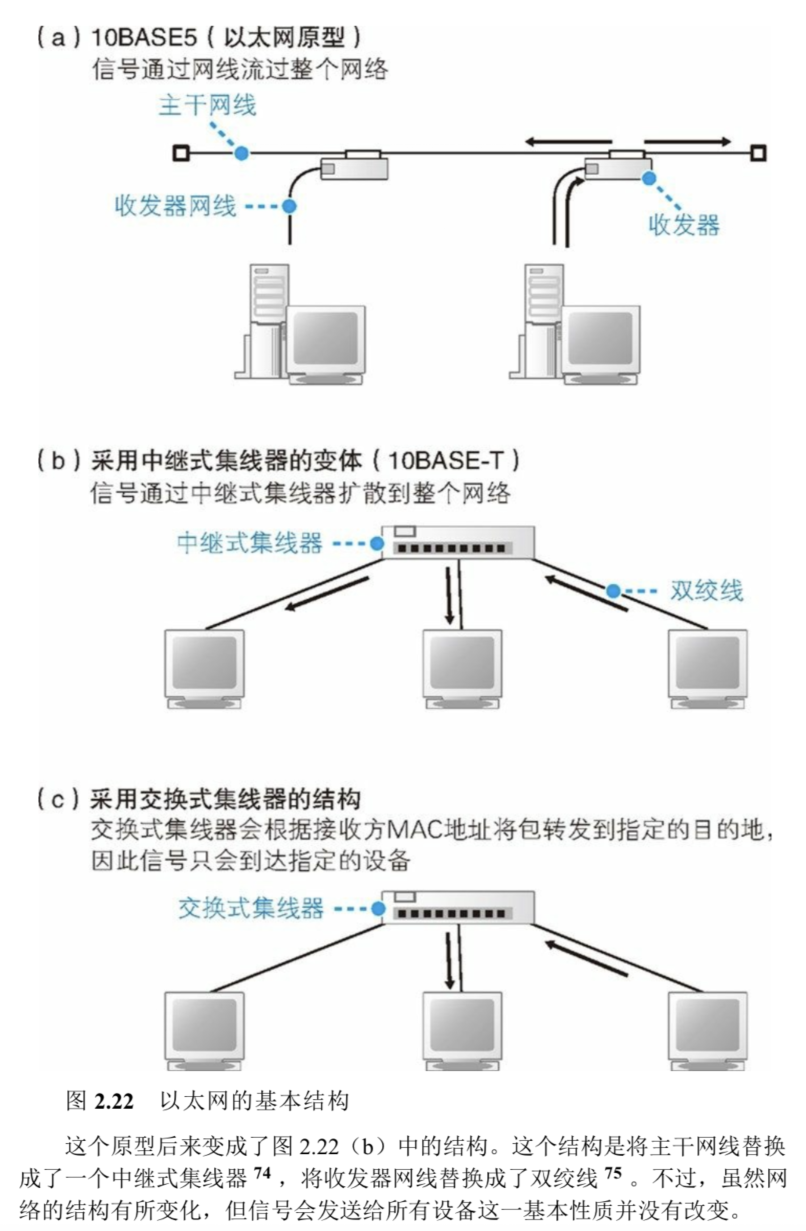 (a) 10BASE5（以太网原型）
信号通过网线流过整个网络
主干网线
收发器网线
收发器
(b) 采用中继式集线器的变体（10BASE-T）
信号通过中继式集线器扩散到整个网络
中继式集线器
双绞线
(c) 采用交换式集线器的结构
交换式集线器会根据接收方MAC地址将包转发到指定的目的地，
因此信号只会到达指定的设备
交换式集线器
图 2.22 以太网的基本结构
这个原型后来变成了图 2.22（b）中的结构。这个结构是将主干网线替换
成了一个中继式集线器 74 ，将收发器网线替换成了双绞线 75 。不过，虽然网
络的结构有所变化，但信号会发送给所有设备这一基本性质并没有改变。